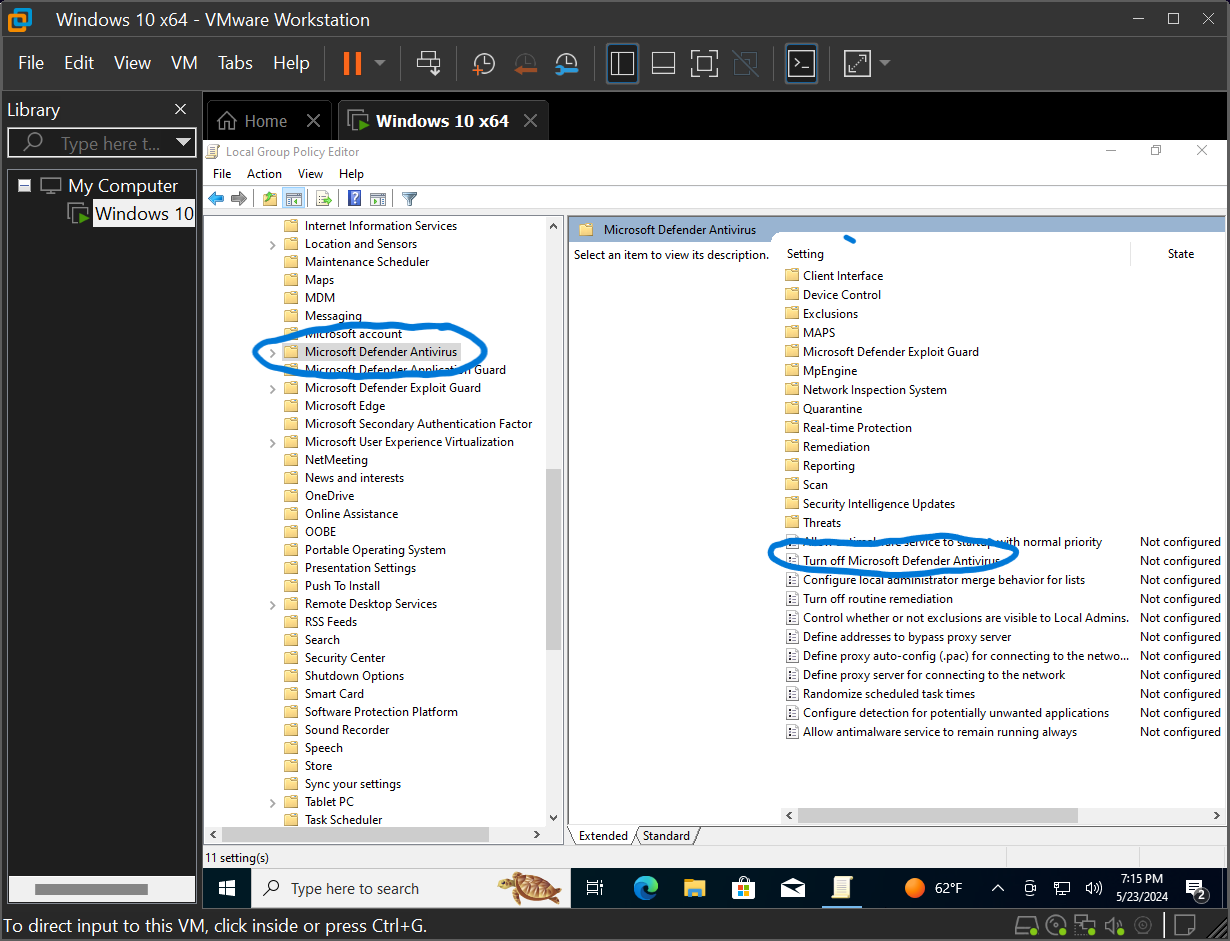 Windows 10 x64 - VMware Workstation
File Edit View VM Tabs Help
Library
Type here t...
My Computer
Windows 10
Home
Windows 10 x64
Local Group Policy Editor
File Action View Help
Internet Information Services
Location and Sensors
Maintenance Scheduler
Maps
MDM
Messaging
Microsoft account
Microsoft Defender Antivirus
Microsoft Defender Application Guard
Microsoft Defender Exploit Guard
Microsoft Edge
Microsoft Secondary Authentication Factor
Microsoft User Experience Virtualization
NetMeeting
News and interests
OneDrive
Online Assistance
OOBE
Portable Operating System
Presentation Settings
Push To Install
Remote Desktop Services
RSS Feeds
Search
Security Center
Shutdown Options
Smart Card
Software Protection Platform
Sound Recorder
Speech
Store
Sync your settings
Tablet PC
Task Scheduler
Microsoft Defender Antivirus
Select an item to view its description.
Setting State
Client Interface
Device Control
Exclusions
MAPS
Microsoft Defender Exploit Guard
MpEngine
Network Inspection System
Quarantine
Real-time Protection
Remediation
Reporting
Scan
Security Intelligence Updates
Threats
Allow antimalware service to startup with normal priority Not configured
Turn off Microsoft Defender Antivirus Not configured
Configure local administrator merge behavior for lists Not configured
Turn off routine remediation Not configured
Control whether or not exclusions are visible to Local Admins. Not configured
Define addresses to bypass proxy server Not configured
Define proxy auto-config (.pac) for connecting to the netwo... Not configured
Define proxy server for connecting to the network Not configured
Randomize scheduled task times Not configured
Configure detection for potentially unwanted applications Not configured
Allow antimalware service to remain running always Not configured
Extended Standard
11 setting(s)
Type here to search
62°F
7:15 PM
5/23/2024
2
To direct input to this VM, click inside or press Ctrl+G.